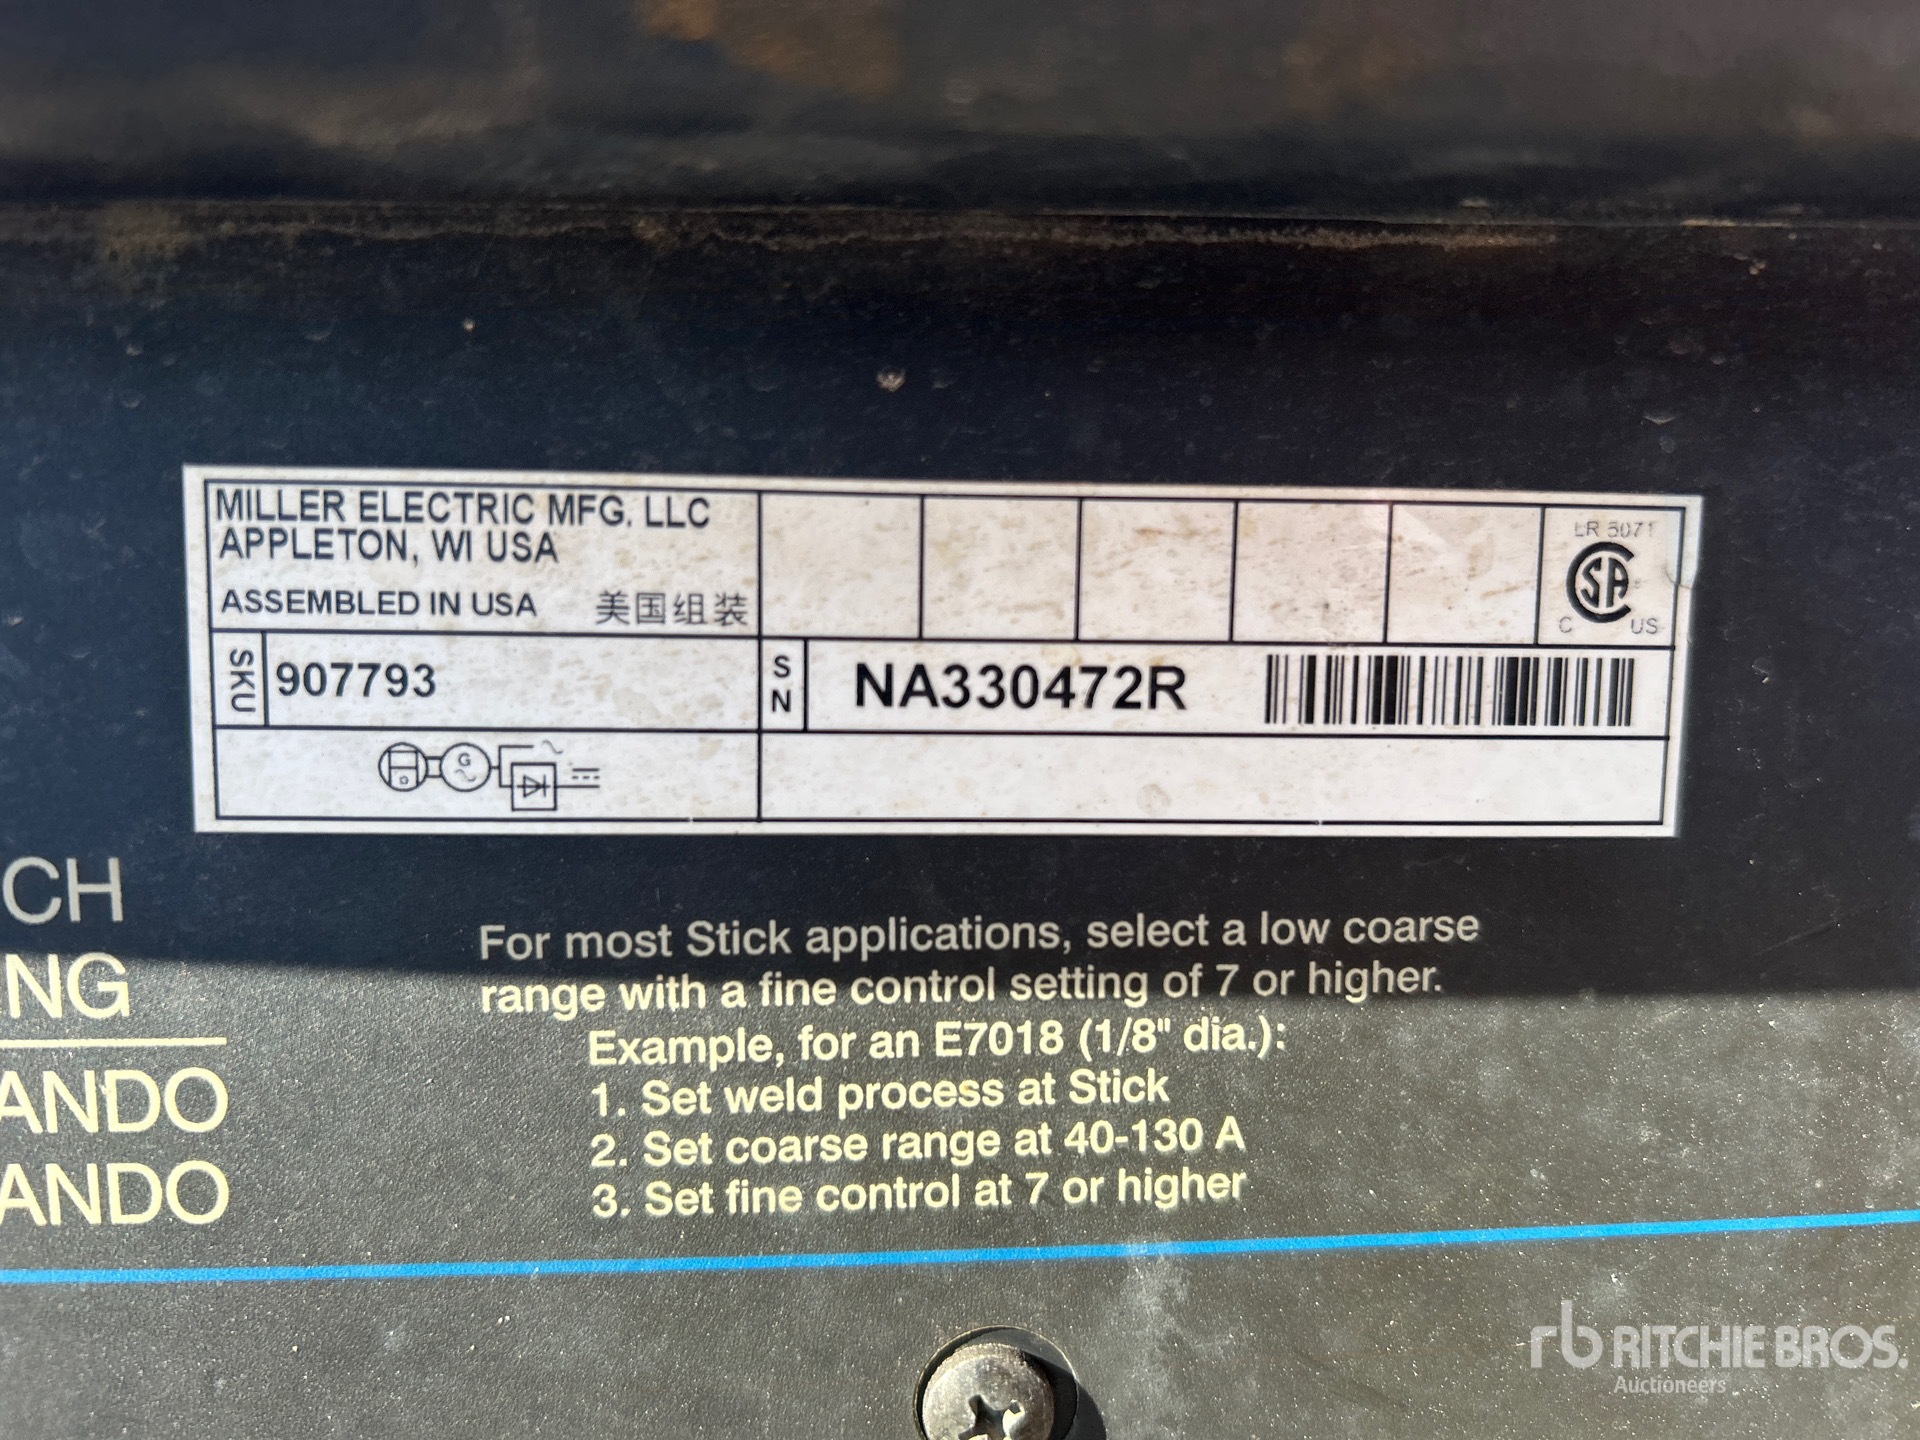 MILLER ELECTRIC MFG. LLC
APPLETON, WI USA
ASSEMBLED IN USA 美国组装
LR 5071
CSA
C US
SKU 907793
SN NA330472R
G
CH
NG
ANDO
ANDO
For most Stick applications, select a low coarse
range with a fine control setting of 7 or higher.
Example, for an E7018 (1/8" dia.):
1. Set weld process at Stick
2. Set coarse range at 40-130 A
3. Set fine control at 7 or higher
rb RITCHIE BROS.
Auctioneers